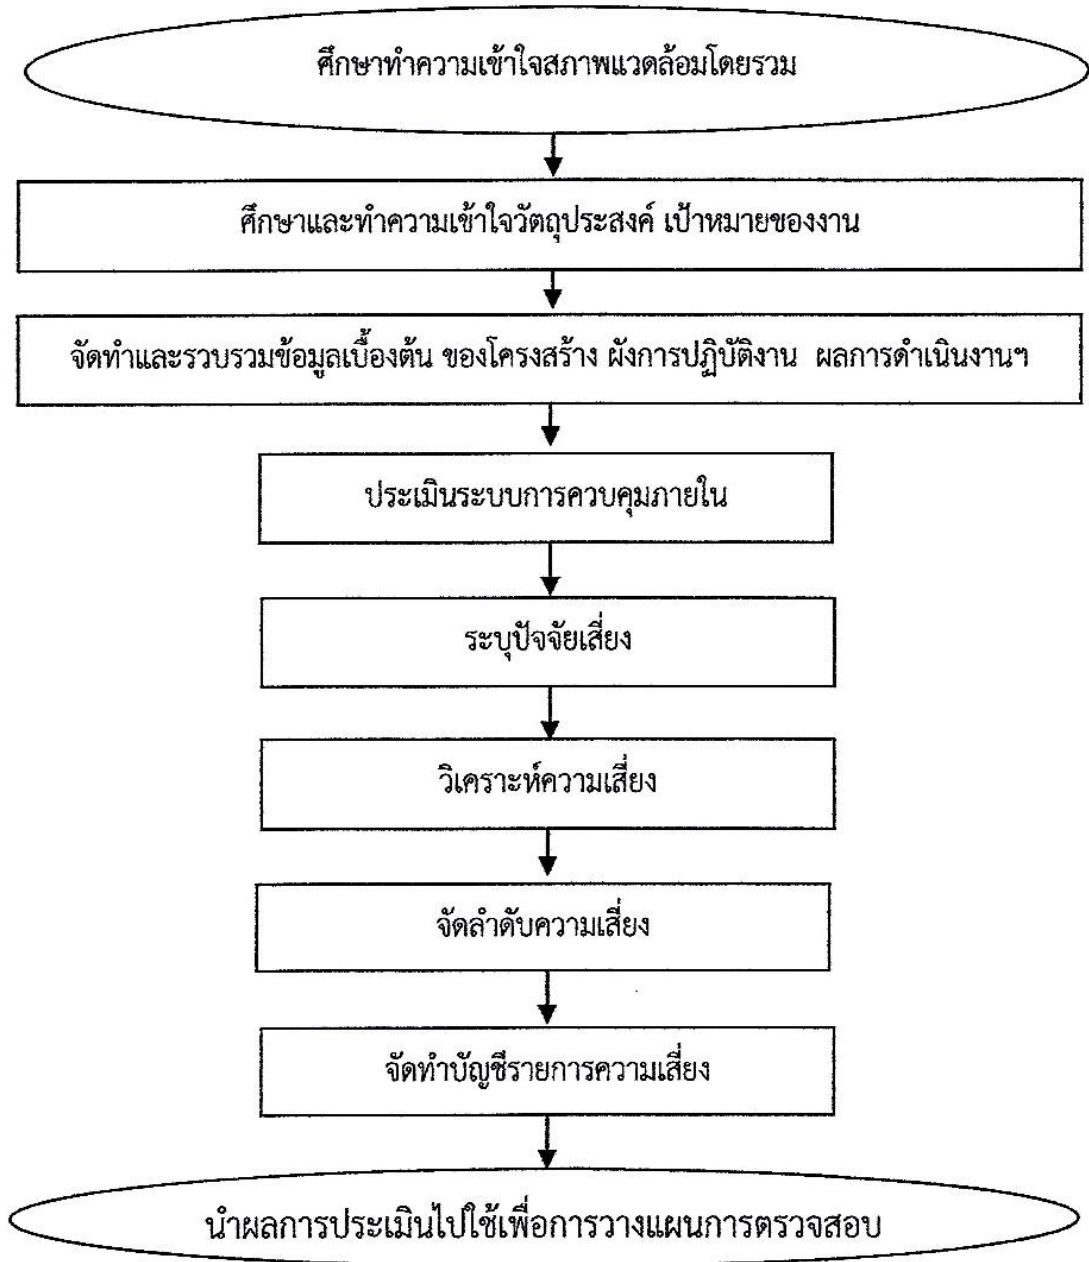 ศึกษาทำความเข้าใจสภาพแวดล้อมโดยรวม
ศึกษาและทำความเข้าใจวัตถุประสงค์ เป้าหมายของงาน
จัดทำและรวบรวมข้อมูลเบื้องต้น ของโครงสร้าง ผังการปฏิบัติงาน ผลการดำเนินงานฯ
ประเมินระบบการควบคุมภายใน
ระบุปัจจัยเสี่ยง
วิเคราะห์ความเสี่ยง
จัดลำดับความเสี่ยง
จัดทำบัญชีรายการความเสี่ยง
นำผลการประเมินไปใช้เพื่อการวางแผนการตรวจสอบ